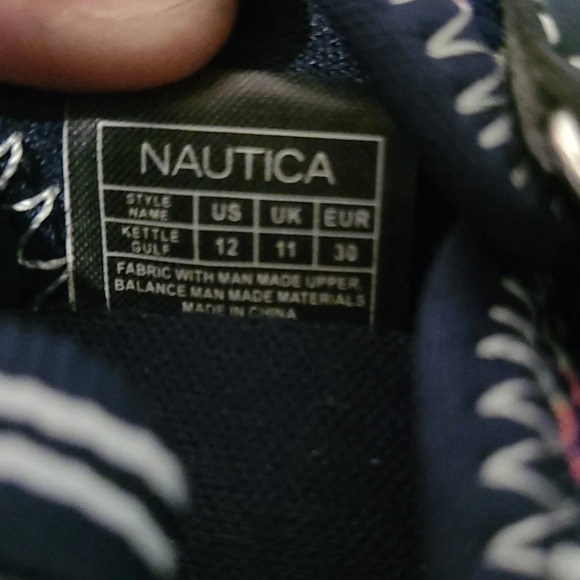 NAUTICA
STYLE NAME US UK EUR
KETTLE GULF 12 11 30
FABRIC WITH MAN MADE UPPER
BALANCE MAN MADE MATERIALS
MADE IN CHINA